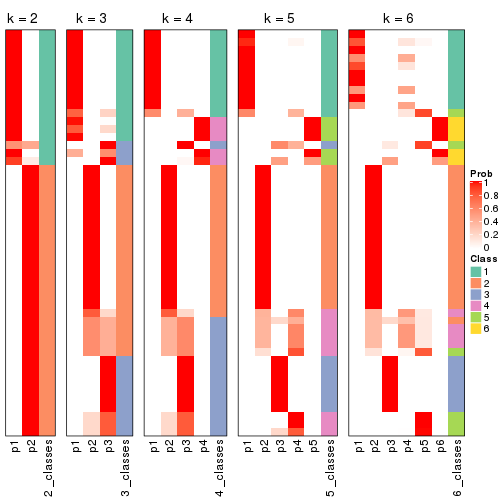 k = 2
k = 3
k = 4
k = 5
k = 6
Prob
1
0.8
0.6
0.4
0.2
0
Class
1
2
3
4
5
6
p1
p2
2_classes
p1
p2
p3
3_classes
p1
p2
p3
p4
4_classes
p1
p2
p3
p4
p5
5_classes
p1
p2
p3
p4
p5
p6
6_classes